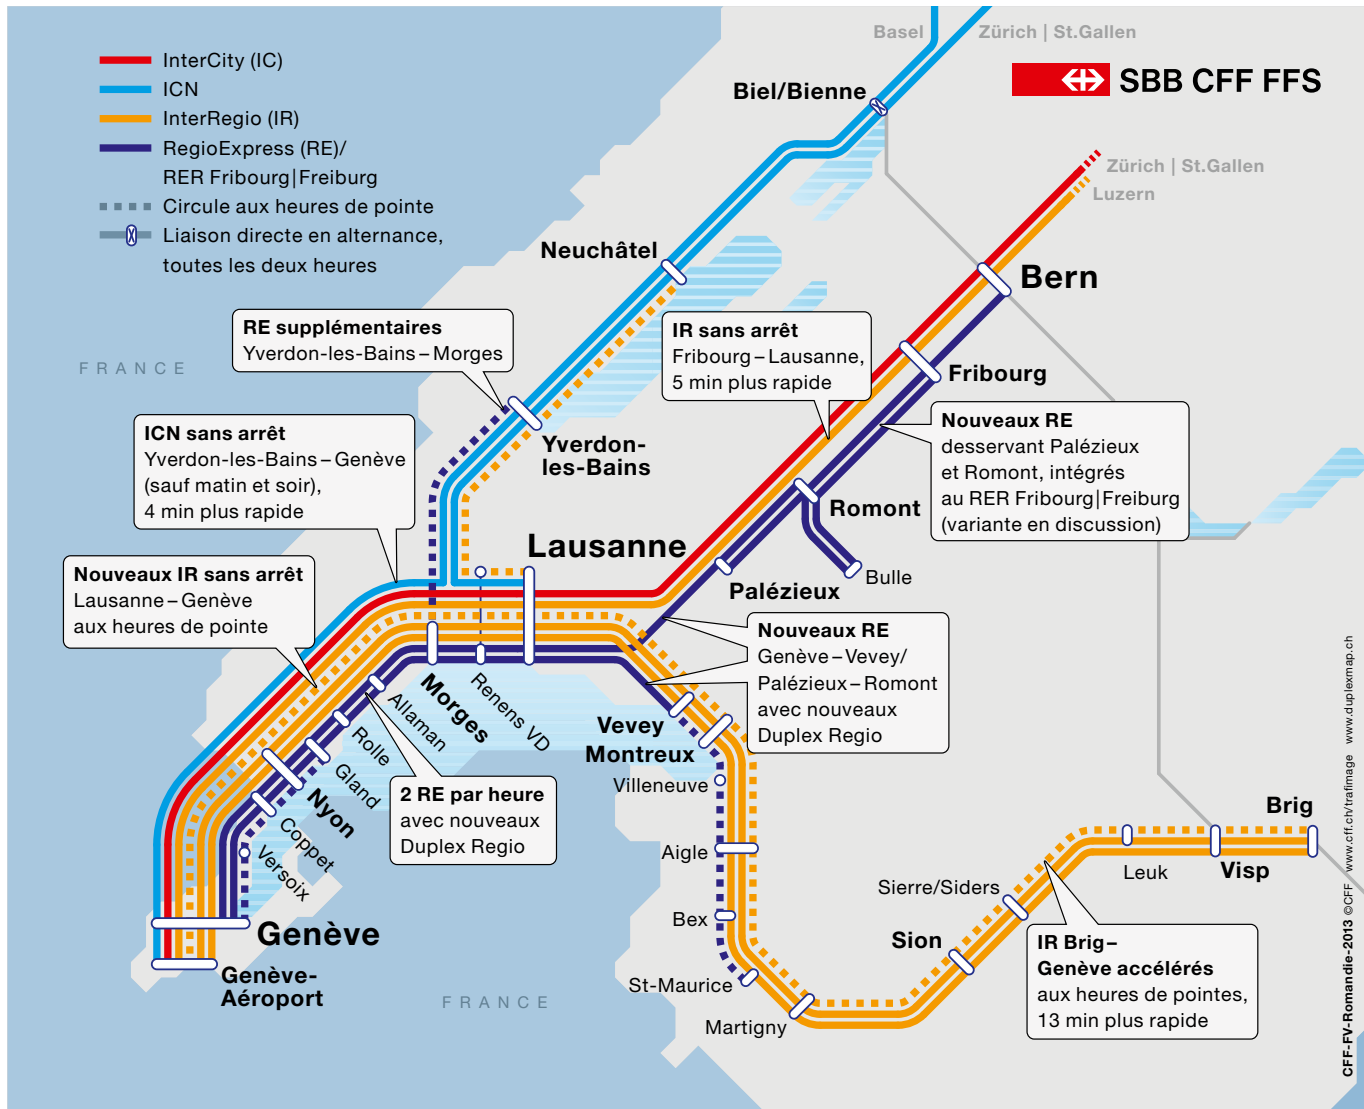 InterCity (IC)
ICN
InterRegio (IR)
RegioExpress (RE)/
RER Fribourg|Freiburg
Circule aux heures de pointe
Liaison directe en alternance,
toutes les deux heures
Basel
Zürich | St.Gallen
SBB CFF FFS
Biel/Bienne
Zürich | St.Gallen
Luzern
Neuchâtel
Bern
RE supplémentaires
Yverdon-les-Bains – Morges
IR sans arrêt
Fribourg – Lausanne,
5 min plus rapide
FRANCE
Fribourg
ICN sans arrêt
Yverdon-les-Bains – Genève
(sauf matin et soir),
4 min plus rapide
Yverdon-
les-Bains
Nouveaux RE
desservant Palézieux
et Romont, intégrés
au RER Fribourg|Freiburg
(variante en discussion)
Romont
Lausanne
Bulle
Palézieux
Nouveaux IR sans arrêt
Lausanne – Genève
aux heures de pointe
Nouveaux RE
Genève – Vevey/
Palézieux – Romont
avec nouveaux
Duplex Regio
Morges
Renens VD
Allaman
Rolle
Gland
Nyon
Coppet
Versoix
Vevey
Montreux
Villeneuve
2 RE par heure
avec nouveaux
Duplex Regio
Aigle
Bex
St-Maurice
Martigny
Sion
Sierre/Siders
Leuk
Visp
Brig
Genève
Genève-
Aéroport
FRANCE
IR Brig–
Genève accélérés
aux heures de pointes,
13 min plus rapide
CFF-FV-Romandie-2013 ©CFF www.cff.ch/trafimage www.duplexmap.ch